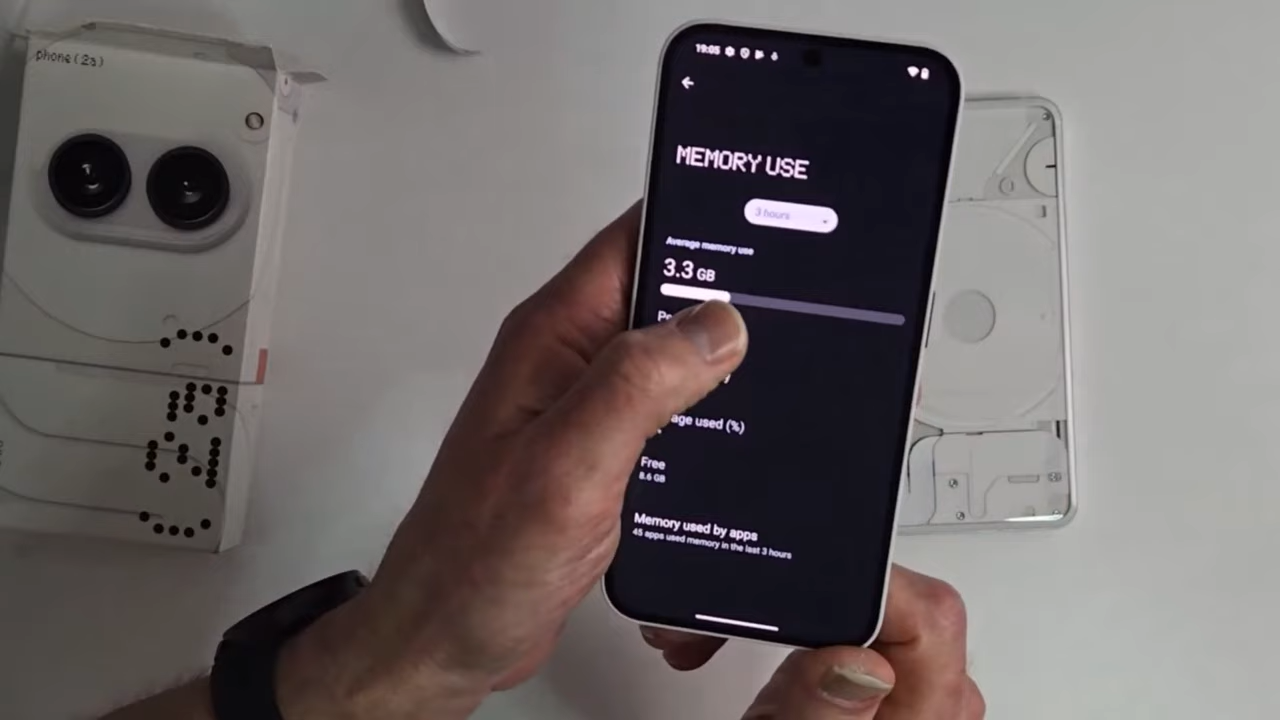 phone (2a)
19:05
MEMORY USE
3 hours
Average memory use
3.3 GB
age used (%)
Free
8.6 GB
Memory used by apps
45 apps used memory in the last 3 hours